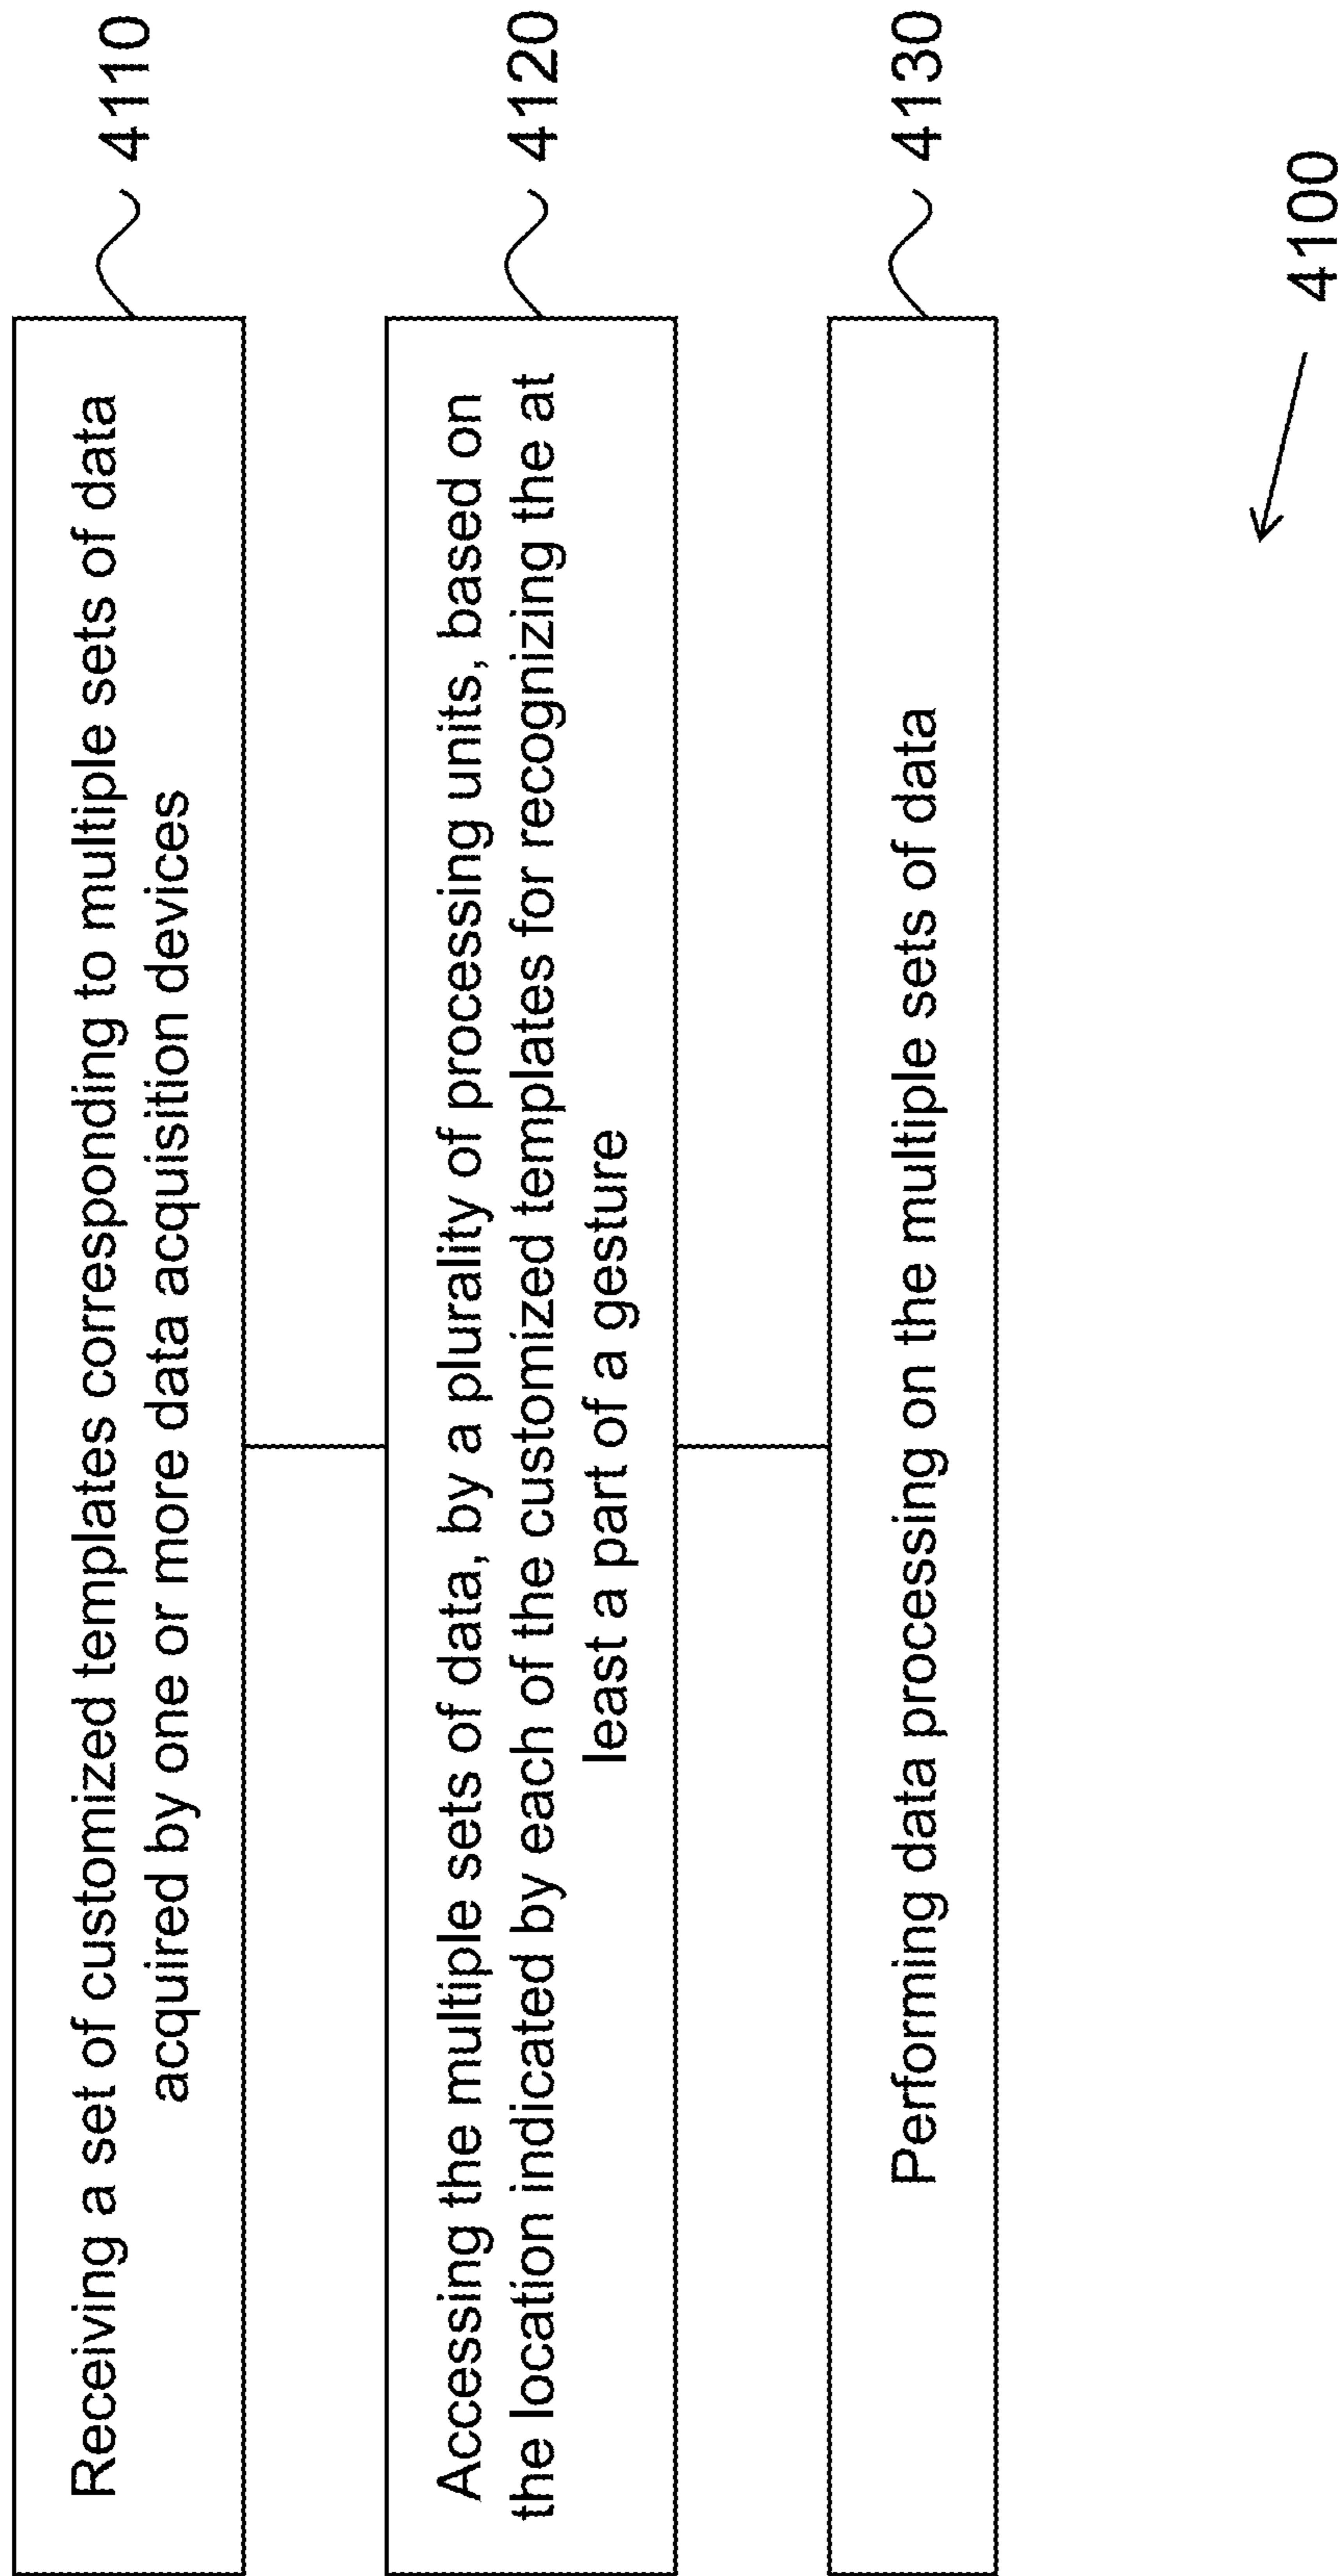 Receiving a set of customized templates corresponding to multiple sets of data
acquired by one or more data acquisition devices
4110
Accessing the multiple sets of data, by a plurality of processing units, based on
the location indicated by each of the customized templates for recognizing the at
least a part of a gesture
4120
Performing data processing on the multiple sets of data
4130
4100